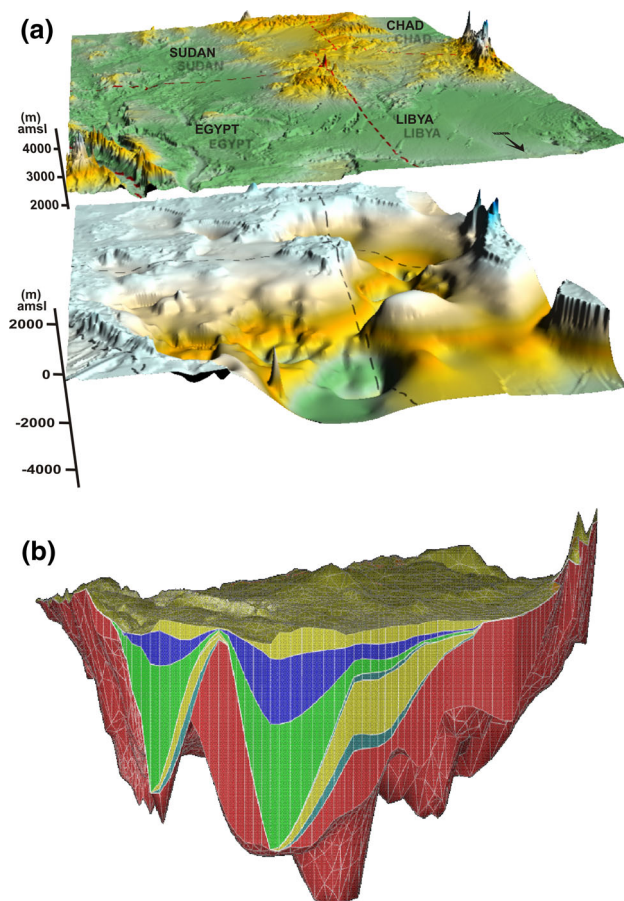 (a)
CHAD
CHAD
SUDAN
SUDAN
LIBYA
LIBYA
EGYPT
EGYPT
(m)
amsl
4000
3000
2000
(m)
amsl
2000
0
-2000
-4000
(b)